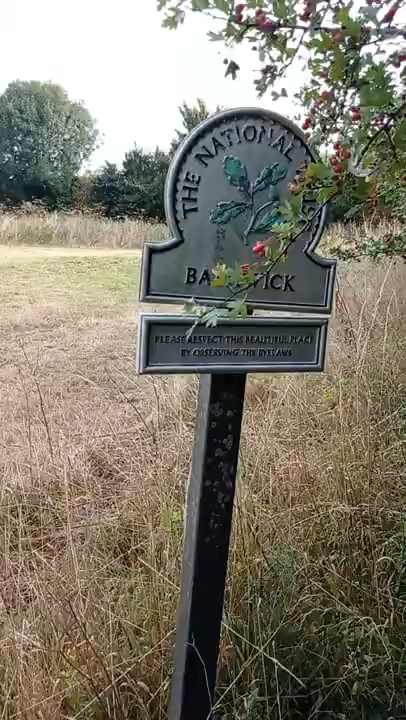 THE NATIONAL
PLEASE RESPECT THIS BEAUTIFUL PLACE
BY OBSERVING THE BYELAWS